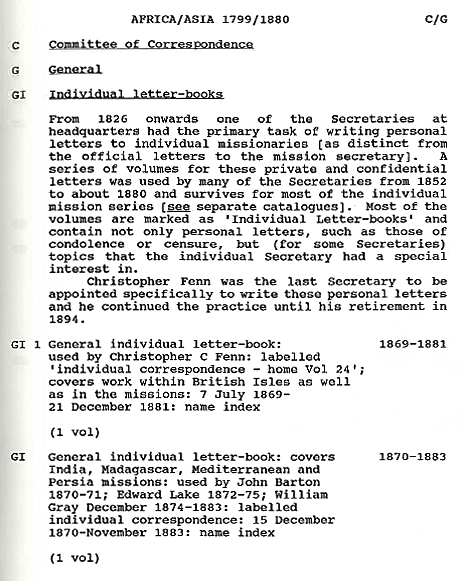 AFRICA/ASIA 1799/1880 C/G
C Committee of Correspondence
G General
GI Individual letter-books
From 1826 onwards one of the Secretaries at
headquarters had the primary task of writing personal
letters to individual missionaries [as distinct from
the official letters to the mission secretary]. A
series of volumes for these private and confidential
letters was used by many of the Secretaries from 1852
to about 1880 and survives for most of the individual
mission series [see separate catalogues]. Most of the
volumes are marked as 'Individual Letter-books' and
contain not only personal letters, such as those of
condolence or censure, but (for some Secretaries)
topics that the individual Secretary had a special
interest in.
Christopher Fenn was the last Secretary to be
appointed specifically to write these personal letters
and he continued the practice until his retirement in
1894.
GI 1 General individual letter-book: 1869-1881
used by Christopher C Fenn: labelled
'individual correspondence - home Vol 24';
covers work within British Isles as well
as in the missions: 7 July 1869-
21 December 1881: name index
(1 vol)
GI General individual letter-book: covers 1870-1883
India, Madagascar, Mediterranean and
Persia missions: used by John Barton
1870-71; Edward Lake 1872-75; William
Gray December 1874-1883: labelled
individual correspondence: 15 December
1870-November 1883: name index
(1 vol)